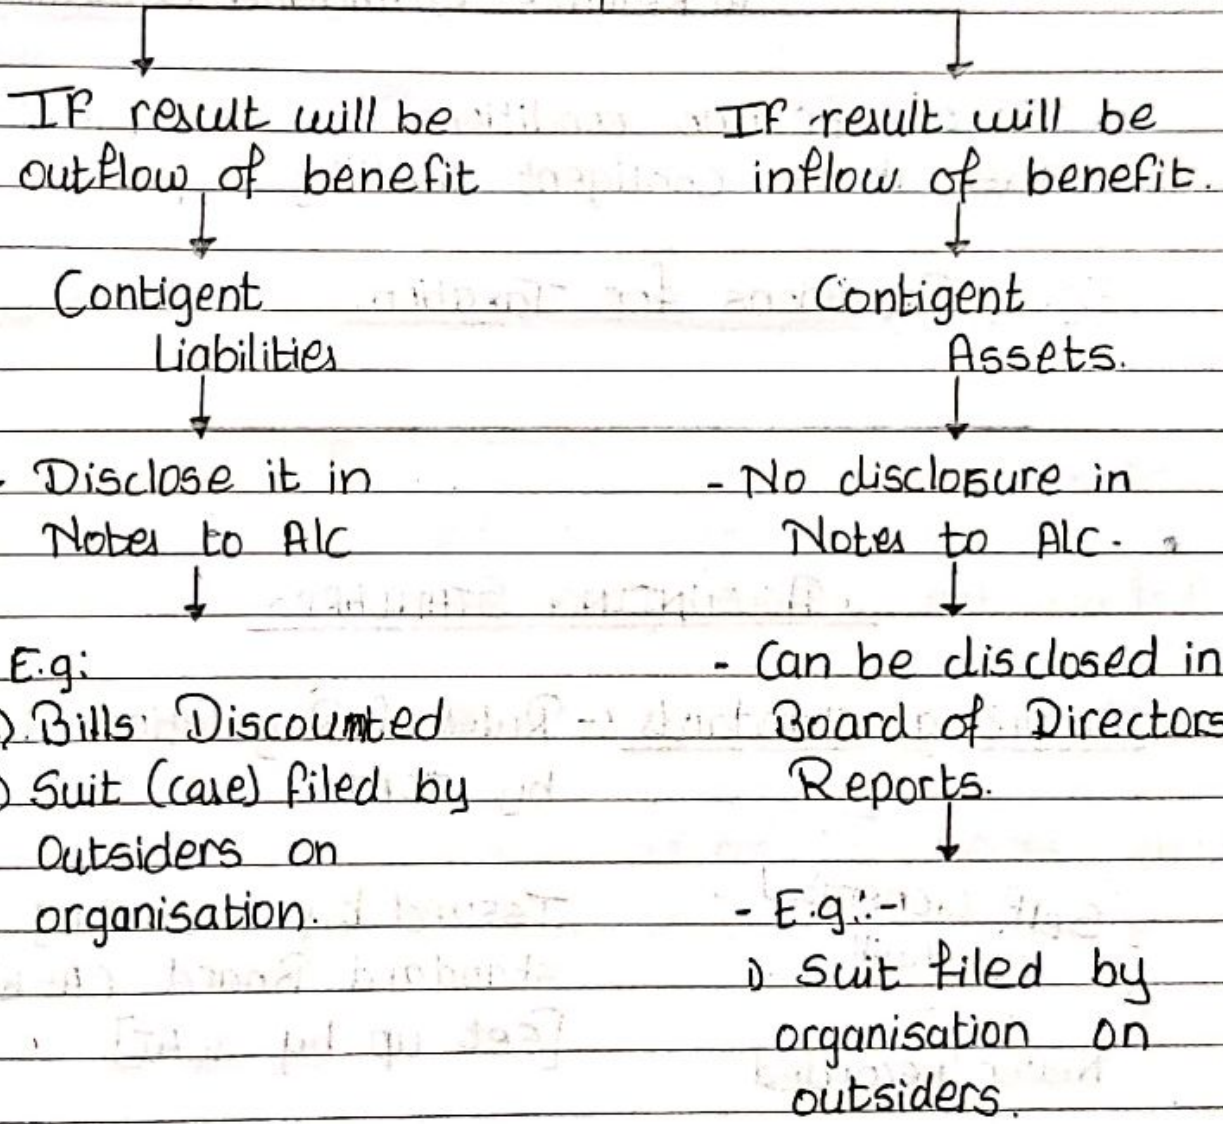 If result will be
outflow of benefit
Contigent
Liabilities
- Disclose it in
Notes to A/C
E.g:
Bills Discounted
Suit (case) filed by
Outsiders on
organisation.
If result will be
inflow of benefit.
Contigent
Assets.
- No disclosure in
Notes to A/C.
- Can be disclosed in
Board of Directors
Reports.
- E.g:-
i) Suit filed by
organisation on
outsiders.